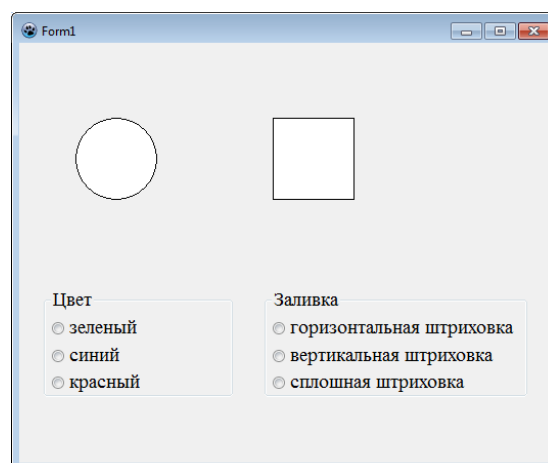 Form1
Цвет
зеленый
синий
красный
Заливка
горизонтальная штриховка
вертикальная штриховка
сплошная штриховка